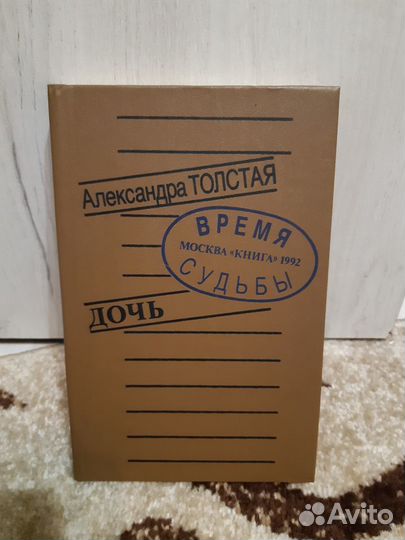 Александра ТОЛСТАЯ
ВРЕМЯ
МОСКВА «КНИГА» 1992
СУДЬБЫ
ДОЧЬ
Avito